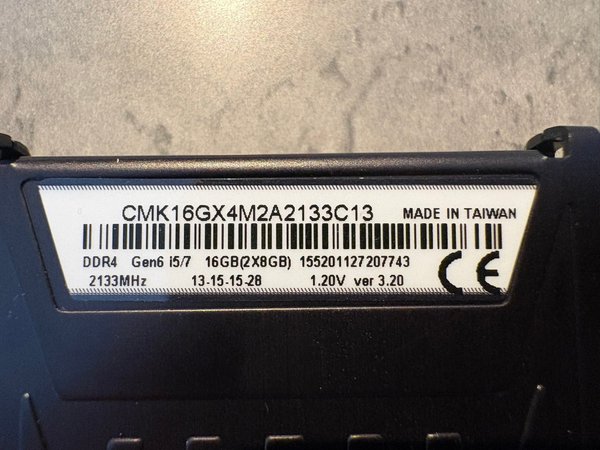 CMK16GX4M2A2133C13 MADE IN TAIWAN
DDR4 Gen6 i5/7 16GB(2X8GB) 155201127207743
2133MHz 13-15-15-28 1.20V ver 3.20
CE